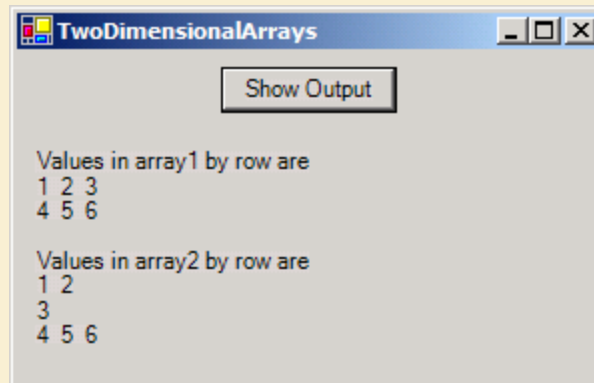 TwoDimensionalArrays
Show Output
Values in array1 by row are
1 2 3
4 5 6
Values in array2 by row are
1 2
3
4 5 6